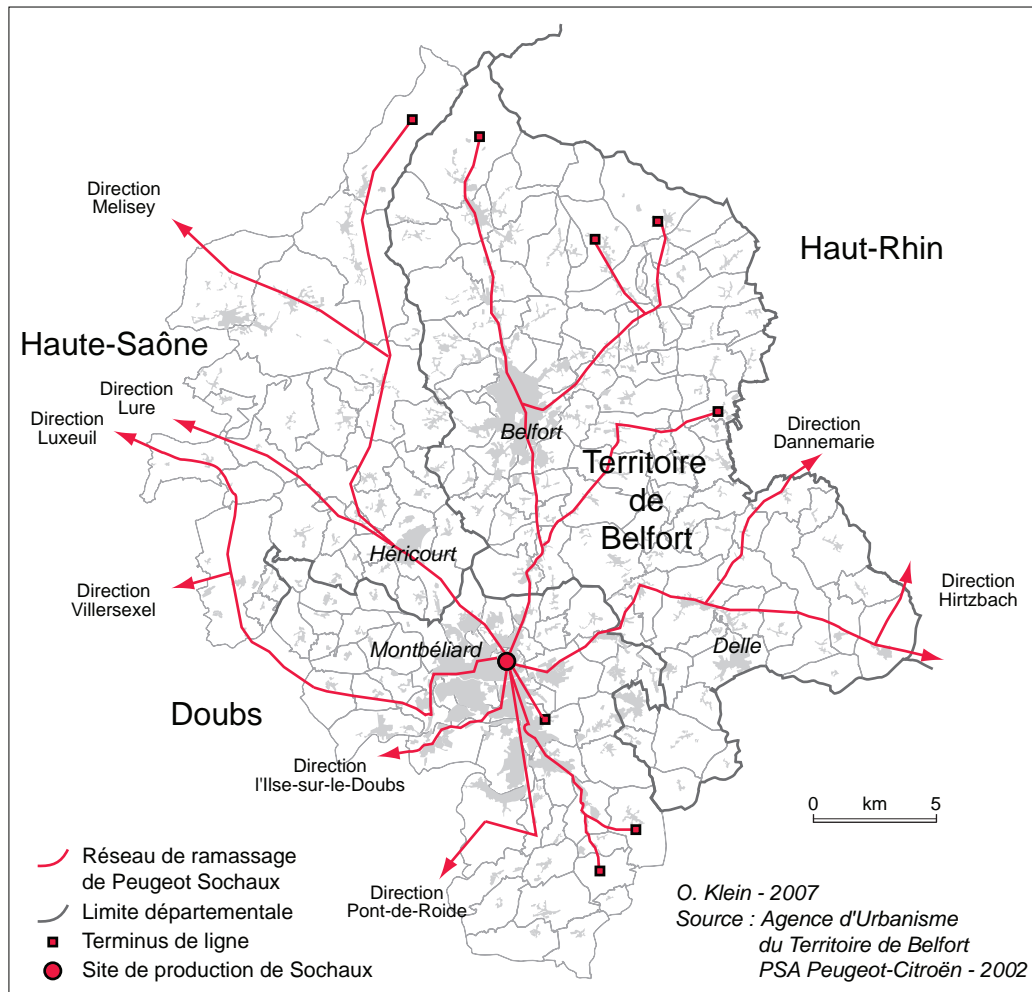 Direction
Melisey
Haut-Rhin
Haute-Saône
Direction
Lure
Direction
Luxeuil
Belfort
Direction
Dannemarie
Territoire
de
Belfort
Héricourt
Direction
Villersexel
Direction
Hirtzbach
Montbéliard
Delle
Doubs
Direction
l'Ilse-sur-le-Doubs
0 km 5
Réseau de ramassage
de Peugeot Sochaux
Limite départementale
Terminus de ligne
Site de production de Sochaux
Direction
Pont-de-Roide
O. Klein - 2007
Source : Agence d'Urbanisme
du Territoire de Belfort
PSA Peugeot-Citroën - 2002